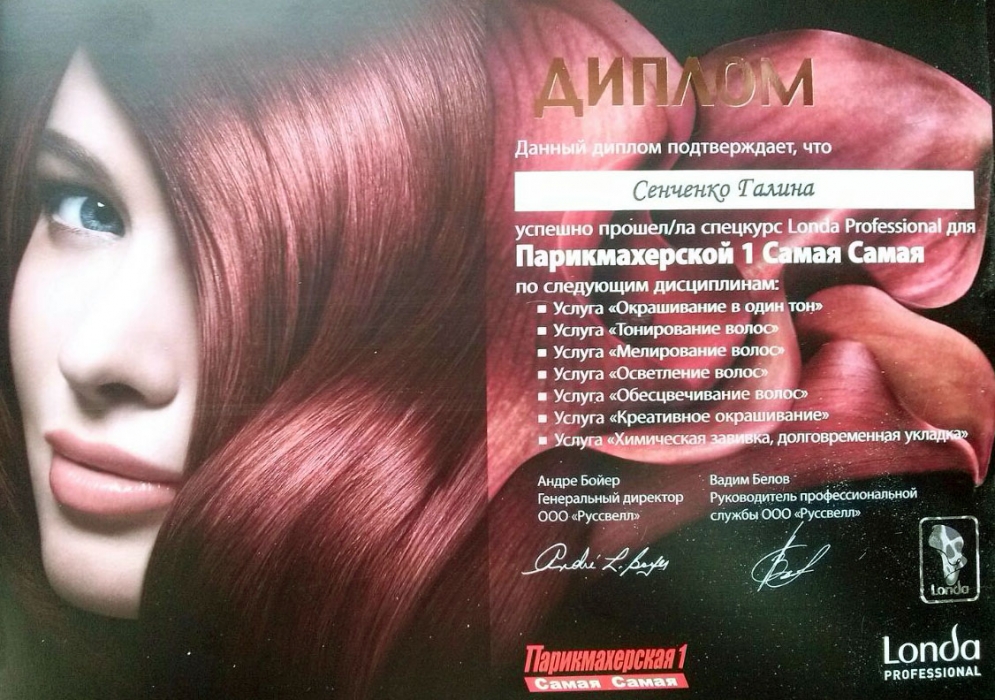 ДИПЛОМ
Данный диплом подтверждает, что
Сенченко Галина
успешно прошел/ла спецкурс Londa Professional для
Парикмахерской 1 Самая Самая
по следующим дисциплинам:
▪ Услуга «Окрашивание в один тон»
▪ Услуга «Тонирование волос»
▪ Услуга «Мелирование волос»
▪ Услуга «Осветление волос»
▪ Услуга «Обесцвечивание волос»
▪ Услуга «Креативное окрашивание»
▪ Услуга «Химическая завивка, долговременная укладка»
Андре Бойер
Генеральный директор
ООО «Руссвелл»
Вадим Белов
Руководитель профессиональной
службы ООО «Руссвелл»
André L. Boyer
Londa
Парикмахерская 1
Самая Самая
Londa
PROFESSIONAL